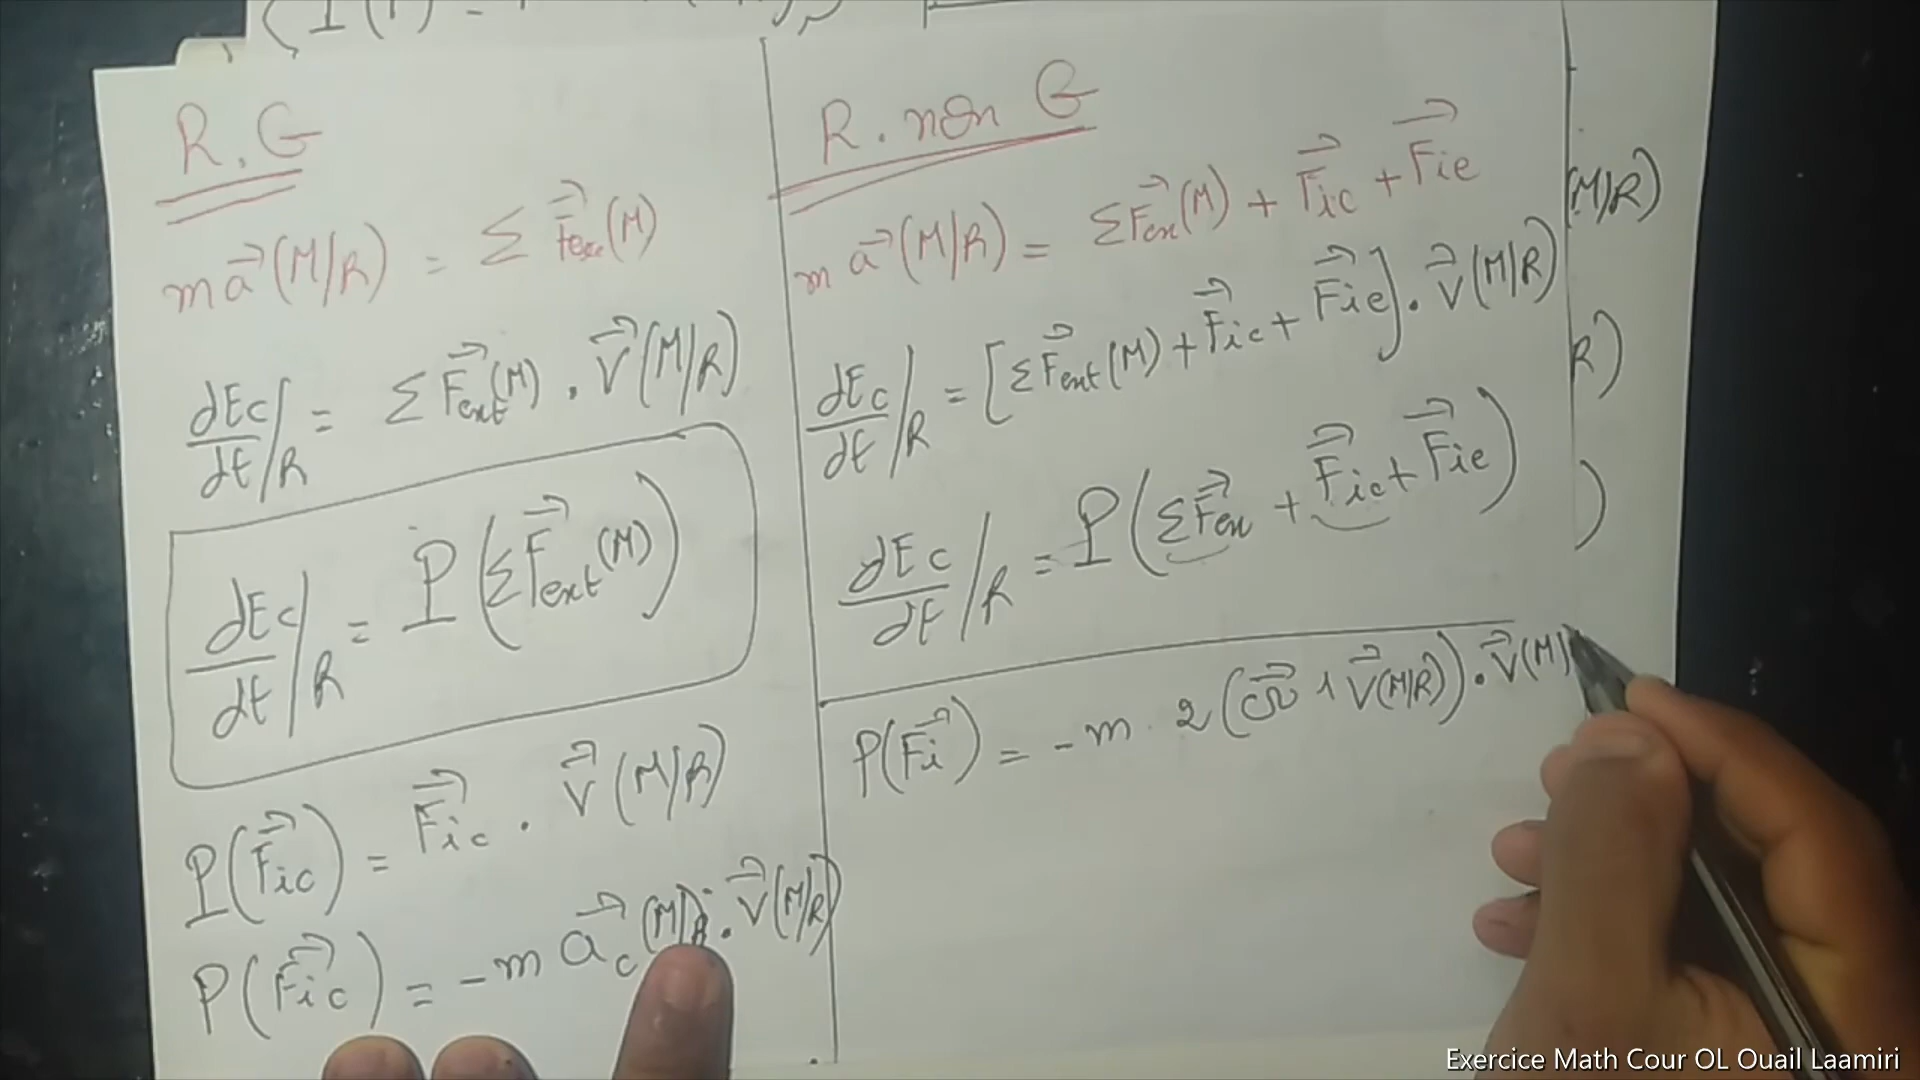 R.G
m a⃗ (M/R) = Σ F⃗ext (M)
dEc/dt /R = Σ F⃗ext (M) . V⃗ (M/R)
dEc/dt /R = P (Σ F⃗ext (M))
P(F⃗ic) = F⃗ic . V⃗ (M/R)
P(F⃗ic) = - m a⃗c (M/R) . V⃗ (M/R)
R. non G
m a⃗ (M/R) = Σ F⃗ex (M) + F⃗ic + F⃗ie
dEc/dt /R = [Σ F⃗ext (M) + F⃗ic + F⃗ie] . V⃗ (M/R)
dEc/dt /R = P (Σ F⃗ex + F⃗ic + F⃗ie)
P(F⃗i) = - m . 2 (ω⃗ ∧ V⃗(M/R)) . V⃗ (M)
(M/R)
R)
)
Exercice Math Cour OL Ouail Laamiri